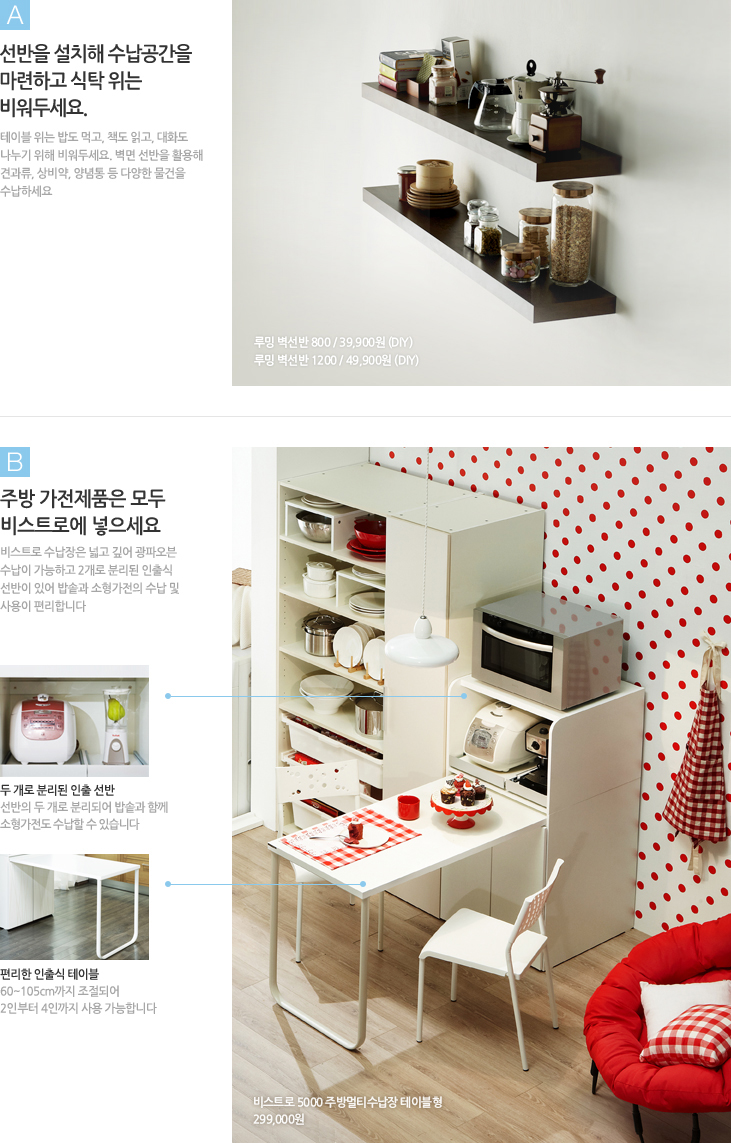 A
선반을 설치해 수납공간을
마련하고 식탁 위는
비워두세요.
테이블 위는 밥도 먹고, 책도 읽고, 대화도
나누기 위해 비워두세요. 벽면 선반을 활용해
견과류, 상비약, 양념통 등 다양한 물건을
수납하세요
루밍 벽선반 800 / 39,900원 (DIY)
루밍 벽선반 1200 / 49,900원 (DIY)
B
주방 가전제품은 모두
비스트로에 넣으세요
비스트로 수납장은 넓고 깊어 광파오븐
수납이 가능하고 2개로 분리된 인출식
선반이 있어 밥솥과 소형가전의 수납 및
사용이 편리합니다
두 개로 분리된 인출 선반
선반의 두 개로 분리되어 밥솥과 함께
소형가전도 수납할 수 있습니다
편리한 인출식 테이블
60~105cm까지 조절되어
2인부터 4인까지 사용 가능합니다
비스트로 5000 주방멀티수납장 테이블형
299,000원